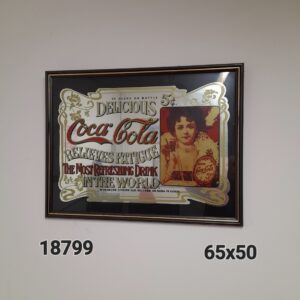 DELICIOUS 5¢
Coca-Cola
RELIEVES FATIGUE
THE MOST REFRESHING DRINK
IN THE WORLD
18799
65x50